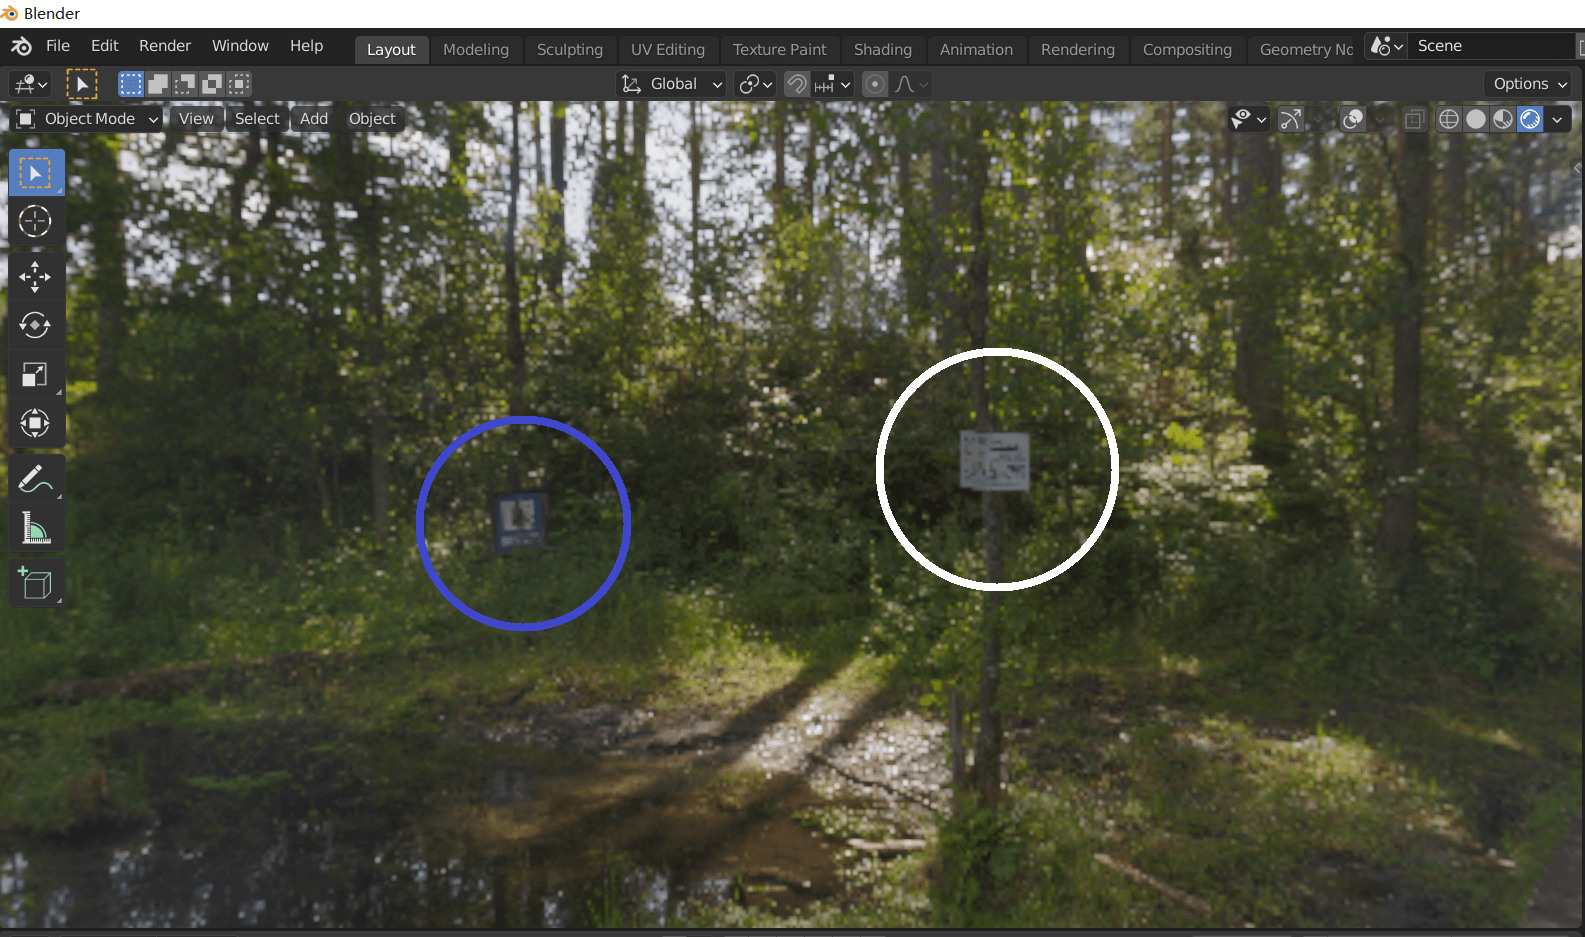 Blender
File Edit Render Window Help Layout Modeling Sculpting UV Editing Texture Paint Shading Animation Rendering Compositing Geometry No Scene
Global Options
Object Mode View Select Add Object